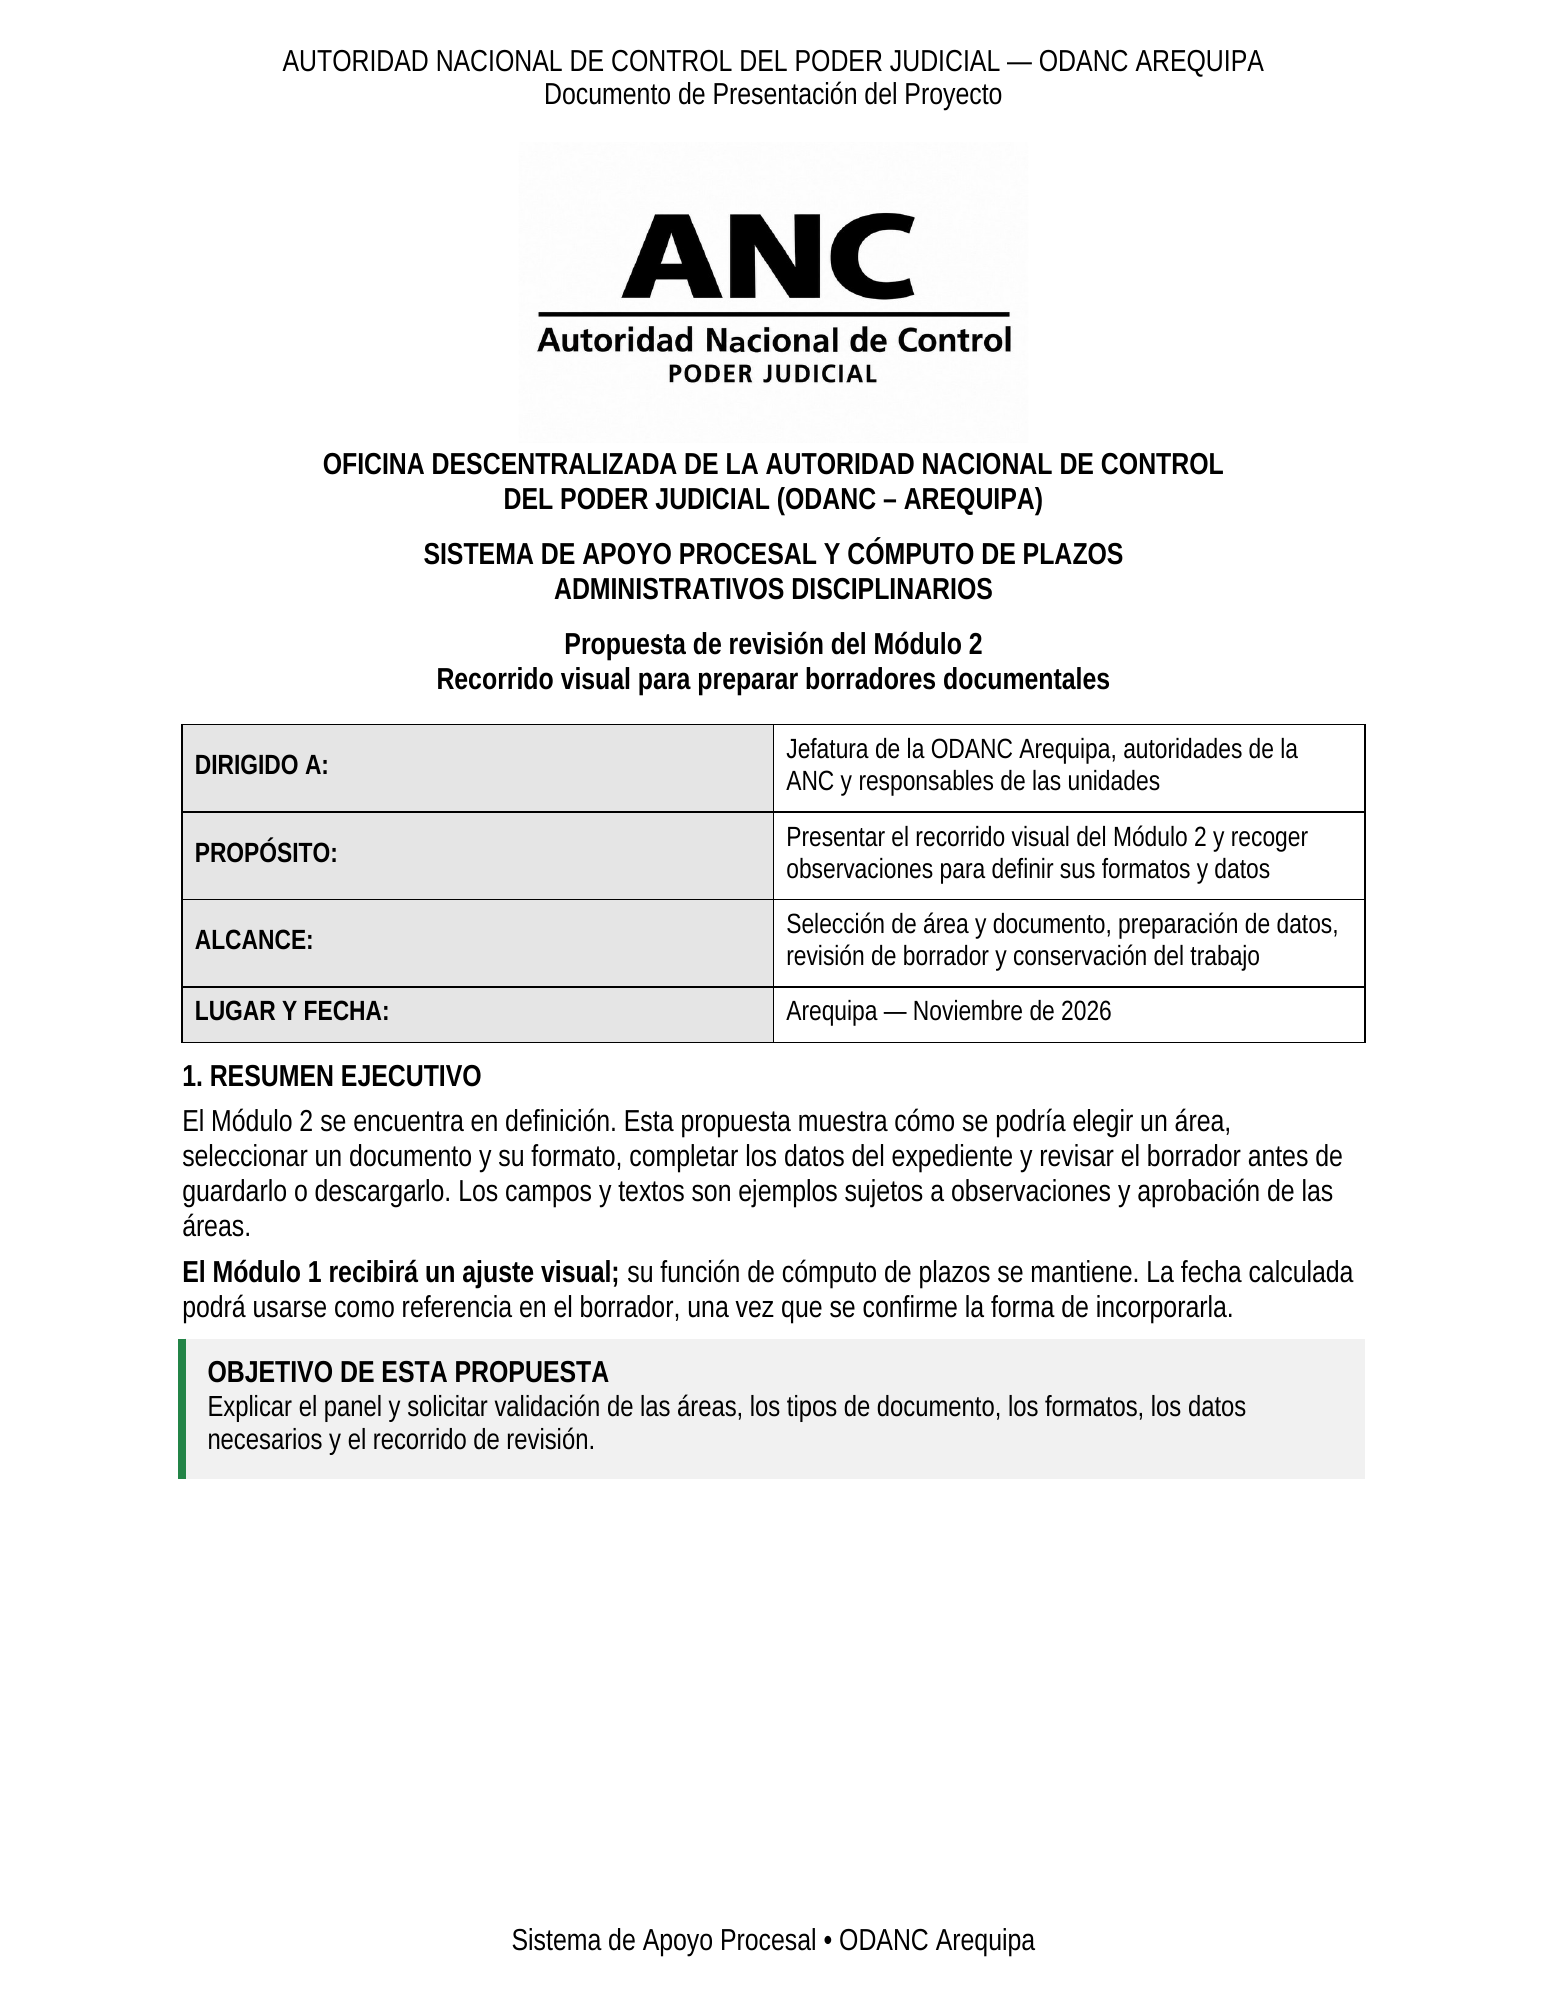 AUTORIDAD NACIONAL DE CONTROL DEL PODER JUDICIAL — ODANC AREQUIPA
Documento de Presentación del Proyecto
ANC
Autoridad Nacional de Control
PODER JUDICIAL
OFICINA DESCENTRALIZADA DE LA AUTORIDAD NACIONAL DE CONTROL
DEL PODER JUDICIAL (ODANC – AREQUIPA)
SISTEMA DE APOYO PROCESAL Y CÓMPUTO DE PLAZOS
ADMINISTRATIVOS DISCIPLINARIOS
Propuesta de revisión del Módulo 2
Recorrido visual para preparar borradores documentales
DIRIGIDO A:
Jefatura de la ODANC Arequipa, autoridades de la
ANC y responsables de las unidades
PROPÓSITO:
Presentar el recorrido visual del Módulo 2 y recoger
observaciones para definir sus formatos y datos
ALCANCE:
Selección de área y documento, preparación de datos,
revisión de borrador y conservación del trabajo
LUGAR Y FECHA:
Arequipa — Noviembre de 2026
1. RESUMEN EJECUTIVO
El Módulo 2 se encuentra en definición. Esta propuesta muestra cómo se podría elegir un área,
seleccionar un documento y su formato, completar los datos del expediente y revisar el borrador antes de
guardarlo o descargarlo. Los campos y textos son ejemplos sujetos a observaciones y aprobación de las
áreas.
El Módulo 1 recibirá un ajuste visual; su función de cómputo de plazos se mantiene. La fecha calculada
podrá usarse como referencia en el borrador, una vez que se confirme la forma de incorporarla.
OBJETIVO DE ESTA PROPUESTA
Explicar el panel y solicitar validación de las áreas, los tipos de documento, los formatos, los datos
necesarios y el recorrido de revisión.
Sistema de Apoyo Procesal • ODANC Arequipa